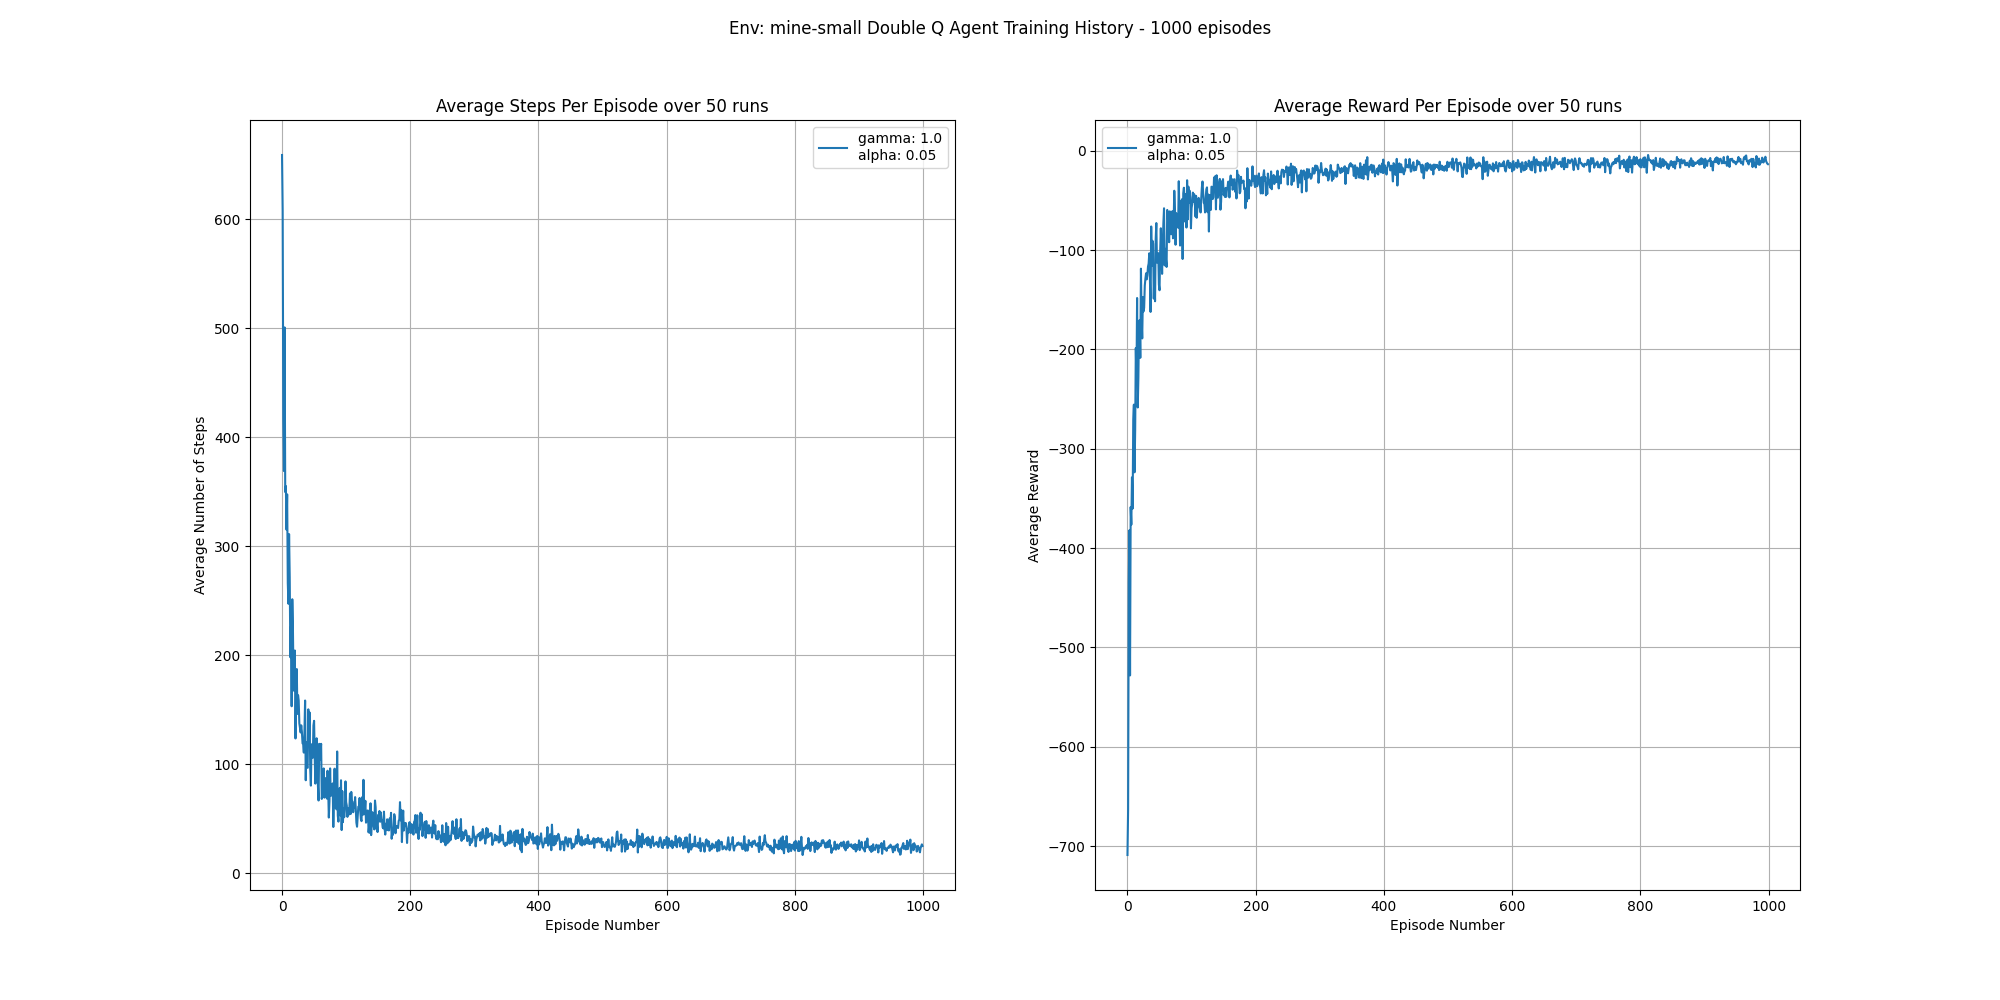 Env: mine-small Double Q Agent Training History - 1000 episodes
Average Steps Per Episode over 50 runs
gamma: 1.0
alpha: 0.05
600
500
400
300
200
100
0
Average Number of Steps
0 200 400 600 800 1000
Episode Number
Average Reward Per Episode over 50 runs
gamma: 1.0
alpha: 0.05
0
−100
−200
−300
−400
−500
−600
−700
Average Reward
0 200 400 600 800 1000
Episode Number